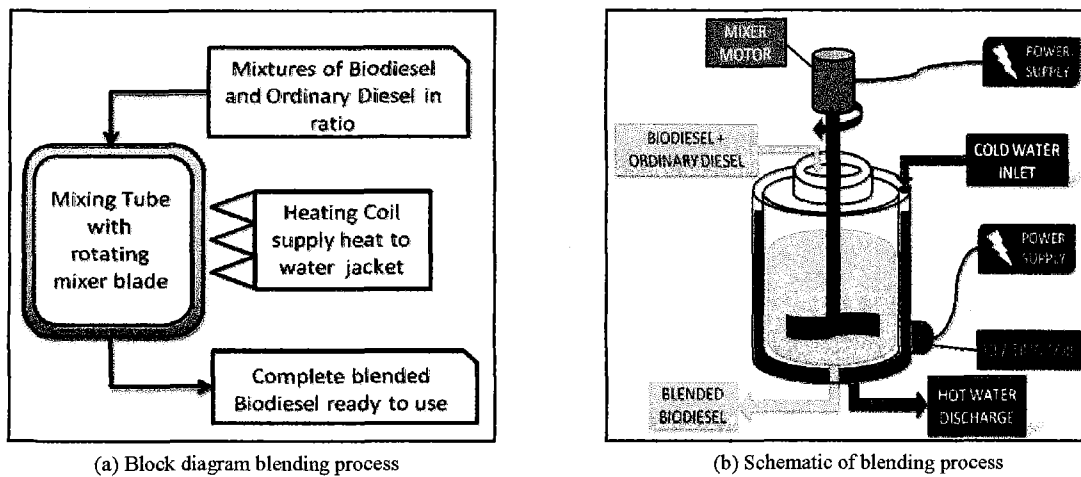 Mixtures of Biodiesel
and Ordinary Diesel in
ratio
Mixing Tube
with
rotating
mixer blade
Heating Coil
supply heat to
water jacket
Complete blended
Biodiesel ready to use
(a) Block diagram blending process
MIXER
MOTOR
POWER
SUPPLY
BIODIESEL +
ORDINARY DIESEL
COLD WATER
INLET
POWER
SUPPLY
BLENDED
BIODIESEL
HOT WATER
DISCHARGE
(b) Schematic of blending process